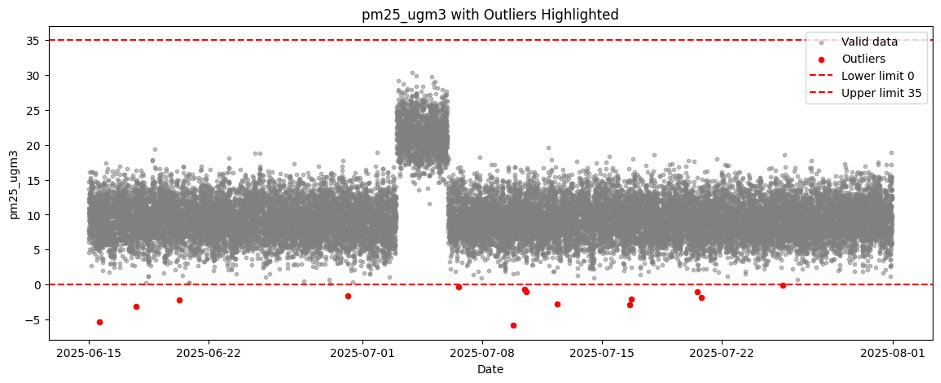 pm25_ugm3 with Outliers Highlighted
pm25_ugm3
35
30
25
20
15
10
5
0
−5
Valid data
Outliers
Lower limit 0
Upper limit 35
2025-06-15
2025-06-22
2025-07-01
2025-07-08
2025-07-15
2025-07-22
2025-08-01
Date